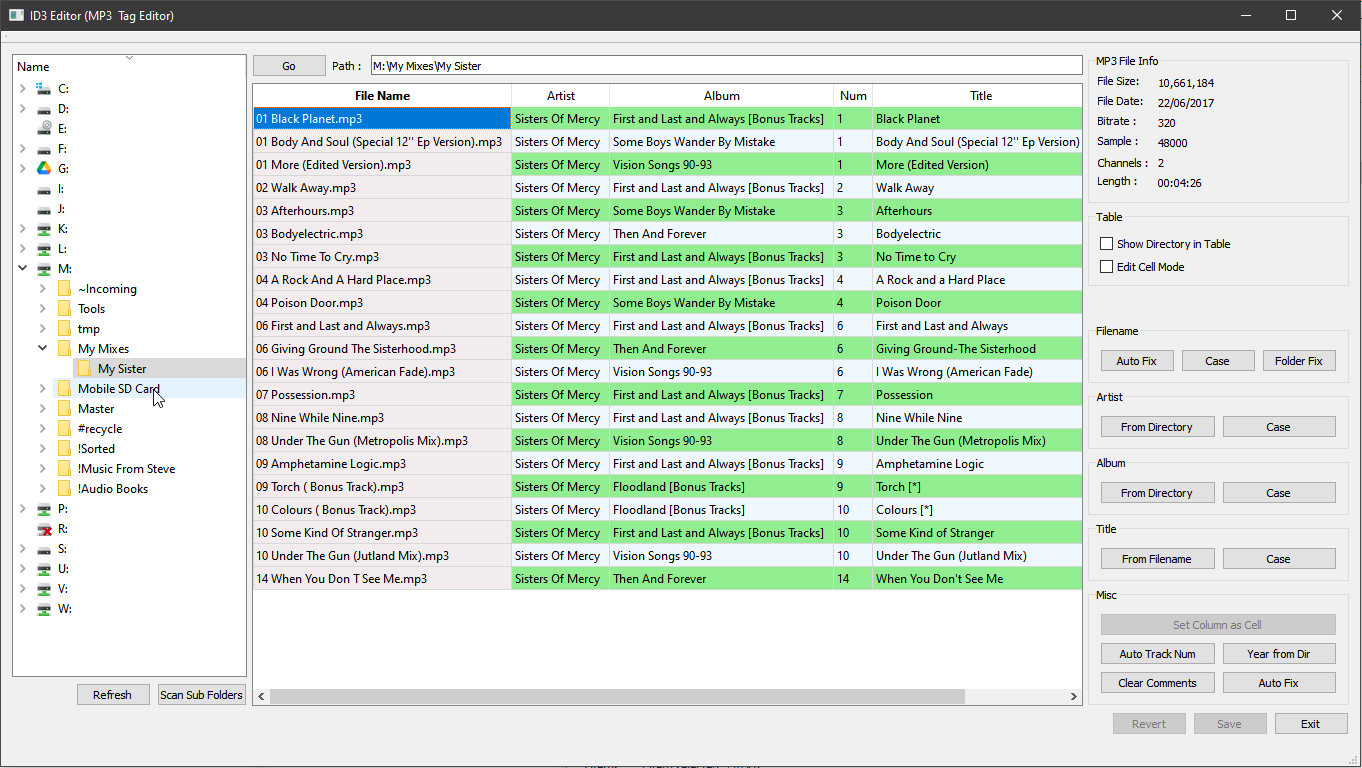 ID3 Editor (MP3  Tag Editor)
Name
C:
D:
E:
F:
G:
I:
J:
K:
L:
M:
~Incoming
Tools
tmp
My Mixes
My Sister
Mobile SD Card
Master
#recycle
!Sorted
!Music From Steve
!Audio Books
P:
R:
S:
U:
V:
W:
Refresh Scan Sub Folders
Go Path : M:\My Mixes\My Sister
File Name Artist Album Num Title
01 Black Planet.mp3 Sisters Of Mercy First and Last and Always [Bonus Tracks] 1 Black Planet
01 Body And Soul (Special 12'' Ep Version).mp3 Sisters Of Mercy Some Boys Wander By Mistake 1 Body And Soul (Special 12'' Ep Version)
01 More (Edited Version).mp3 Sisters Of Mercy Vision Songs 90-93 1 More (Edited Version)
02 Walk Away.mp3 Sisters Of Mercy First and Last and Always [Bonus Tracks] 2 Walk Away
03 Afterhours.mp3 Sisters Of Mercy Some Boys Wander By Mistake 3 Afterhours
03 Bodyelectric.mp3 Sisters Of Mercy Then And Forever 3 Bodyelectric
03 No Time To Cry.mp3 Sisters Of Mercy First and Last and Always [Bonus Tracks] 3 No Time to Cry
04 A Rock And A Hard Place.mp3 Sisters Of Mercy First and Last and Always [Bonus Tracks] 4 A Rock and a Hard Place
04 Poison Door.mp3 Sisters Of Mercy Some Boys Wander By Mistake 4 Poison Door
06 First and Last and Always.mp3 Sisters Of Mercy First and Last and Always [Bonus Tracks] 6 First and Last and Always
06 Giving Ground The Sisterhood.mp3 Sisters Of Mercy Then And Forever 6 Giving Ground-The Sisterhood
06 I Was Wrong (American Fade).mp3 Sisters Of Mercy Vision Songs 90-93 6 I Was Wrong (American Fade)
07 Possession.mp3 Sisters Of Mercy First and Last and Always [Bonus Tracks] 7 Possession
08 Nine While Nine.mp3 Sisters Of Mercy First and Last and Always [Bonus Tracks] 8 Nine While Nine
08 Under The Gun (Metropolis Mix).mp3 Sisters Of Mercy Vision Songs 90-93 8 Under The Gun (Metropolis Mix)
09 Amphetamine Logic.mp3 Sisters Of Mercy First and Last and Always [Bonus Tracks] 9 Amphetamine Logic
09 Torch ( Bonus Track).mp3 Sisters Of Mercy Floodland [Bonus Tracks] 9 Torch [*]
10 Colours ( Bonus Track).mp3 Sisters Of Mercy Floodland [Bonus Tracks] 10 Colours [*]
10 Some Kind Of Stranger.mp3 Sisters Of Mercy First and Last and Always [Bonus Tracks] 10 Some Kind of Stranger
10 Under The Gun (Jutland Mix).mp3 Sisters Of Mercy Vision Songs 90-93 10 Under The Gun (Jutland Mix)
14 When You Don T See Me.mp3 Sisters Of Mercy Then And Forever 14 When You Don't See Me
MP3 File Info
File Size: 10,661,184
File Date: 22/06/2017
Bitrate : 320
Sample : 48000
Channels : 2
Length : 00:04:26
Table
Show Directory in Table
Edit Cell Mode
Filename
Auto Fix Case Folder Fix
Artist
From Directory Case
Album
From Directory Case
Title
From Filename Case
Misc
Set Column as Cell
Auto Track Num Year from Dir
Clear Comments Auto Fix
Revert Save Exit